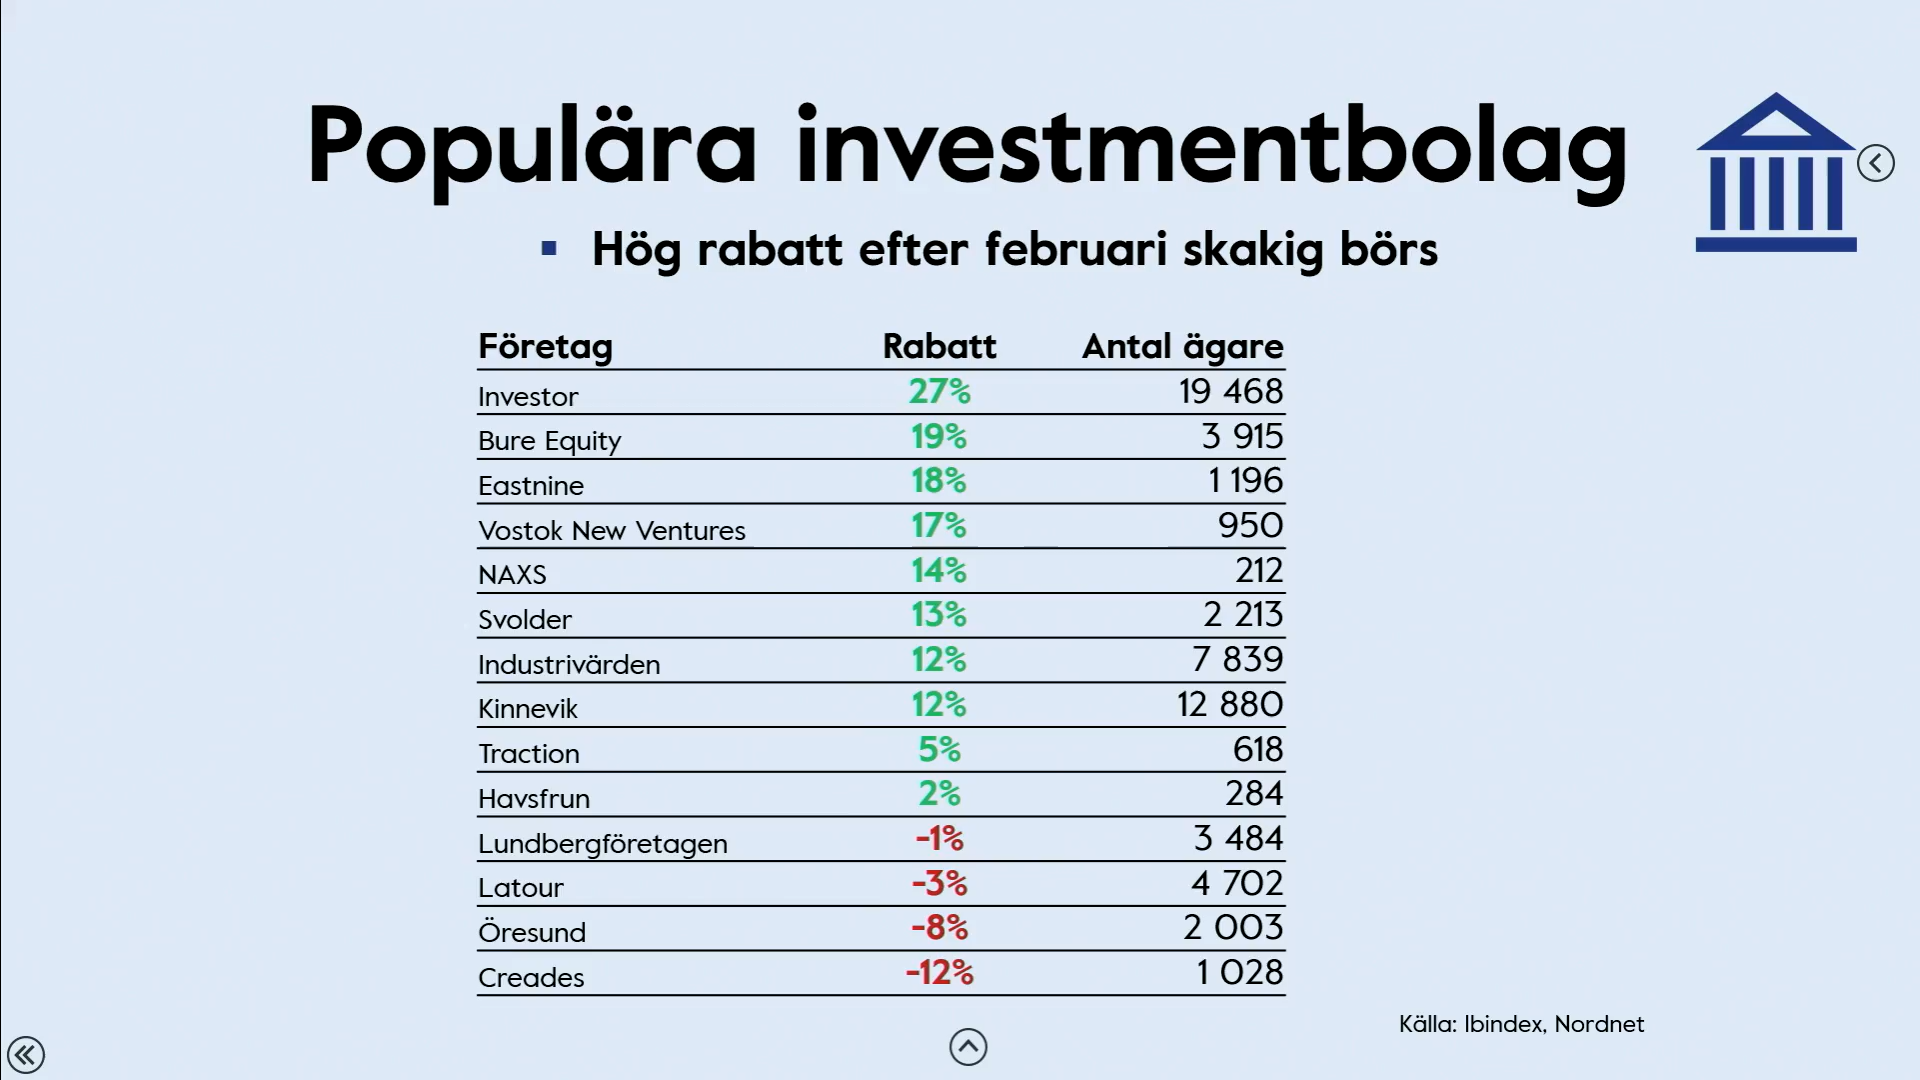 Populära investmentbolag
▪ Hög rabatt efter februari skakig börs
Företag Rabatt Antal ägare
Investor 27% 19 468
Bure Equity 19% 3 915
Eastnine 18% 1 196
Vostok New Ventures 17% 950
NAXS 14% 212
Svolder 13% 2 213
Industrivärden 12% 7 839
Kinnevik 12% 12 880
Traction 5% 618
Havsfrun 2% 284
Lundbergföretagen -1% 3 484
Latour -3% 4 702
Öresund -8% 2 003
Creades -12% 1 028
Källa: Ibindex, Nordnet